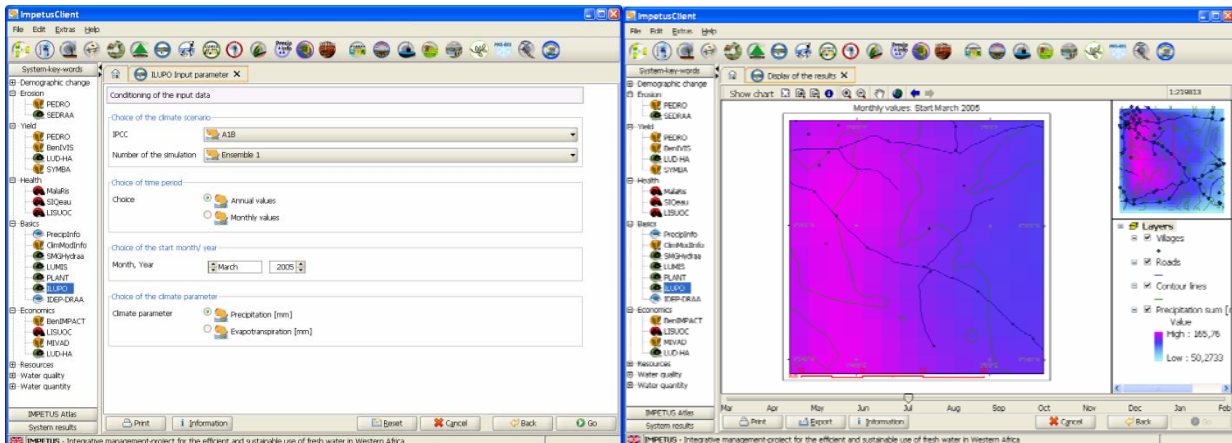 ImpetusClient
File Edit Extras Help
System-key-words
ILUPO Input parameter X
Demographic change
Erosion
PEDRO
SEDRAA
Yield
PEDRO
BenIVIS
LUD-HA
SYMBA
Health
MalaRis
SIQeau
LISUOC
Basics
PrecipInfo
ClimModInfo
SMGHydraa
LUMIS
PLANT
ILUPO
IDEP-DRAA
Economics
BenIMPACT
LISUOC
MIVAD
LUD-HA
Resources
Water quality
Water quantity
IMPETUS Atlas
System results
Conditioning of the input data
Choice of the climate scenario
IPCC A1B
Number of the simulation Ensemble 1
Choice of time period
Choice Annual values
Monthly values
Choice of the start month/ year
Month, Year March 2005
Choice of the climate parameter
Climate parameter Precipitation [mm]
Evapotranspiration [mm]
Print Information Reset Cancel Back Go
IMPETUS - Integrative management-project for the efficient and sustainable use of fresh water in Western Africa
ImpetusClient
File Edit Extras Help
System-key-words
Display of the results X
Demographic change
Erosion
PEDRO
SEDRAA
Yield
PEDRO
BenIVIS
LUD-HA
SYMBA
Health
MalaRis
SIQeau
LISUOC
Basics
PrecipInfo
ClimModInfo
SMGHydraa
LUMIS
PLANT
ILUPO
IDEP-DRAA
Economics
BenIMPACT
LISUOC
MIVAD
LUD-HA
Resources
Water quality
Water quantity
IMPETUS Atlas
System results
Show chart 1:219813
Monthly values: Start March 2005
Layers
Villages
Roads
Contour lines
Precipitation sum
Value
High : 165,76
Low : 50,2733
Mar Apr May Jun Jul Aug Sep Oct Nov Dec Jan Feb
Print Export Information Cancel Back
IMPETUS - Integrative management-project for the efficient and sustainable use of fresh water in Western Africa